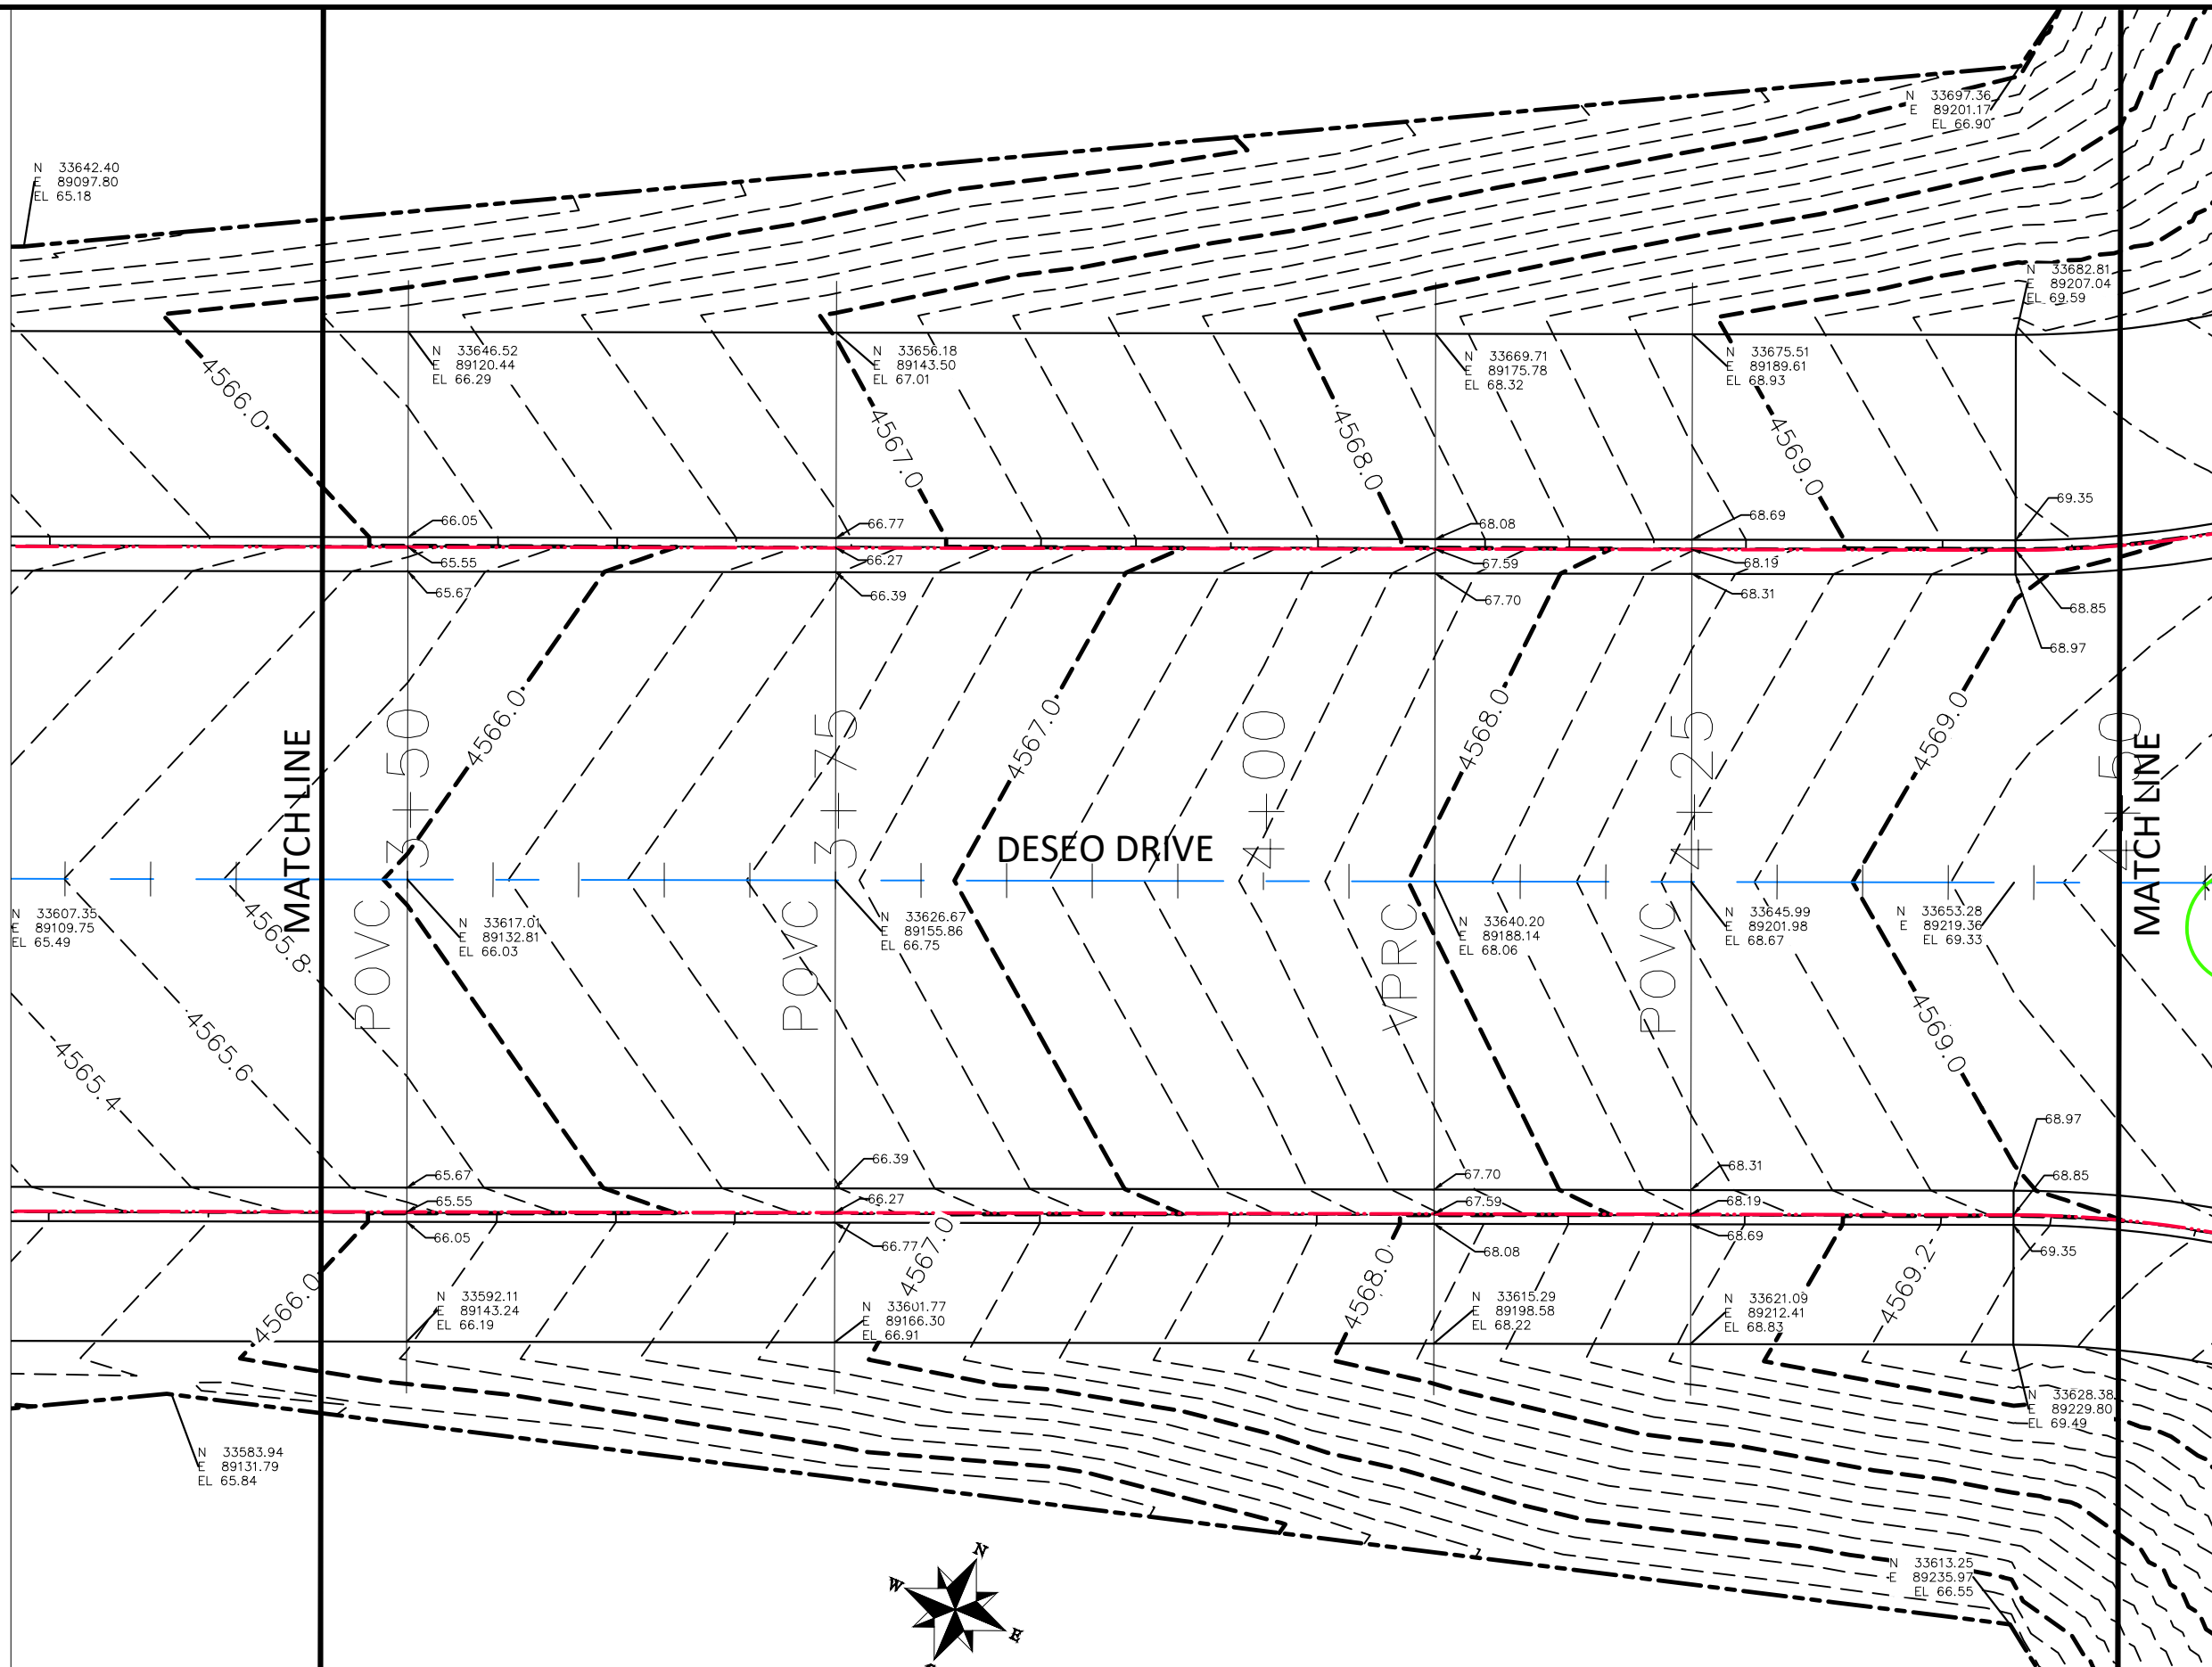 N 33697.36
E 89201.17
EL 66.90
N 33642.40
E 89097.80
EL 65.18
N 33682.81
E 89207.04
EL 69.59
N 33646.52
E 89120.44
EL 66.29
N 33656.18
E 89143.50
EL 67.01
N 33669.71
E 89175.78
EL 68.32
N 33675.51
E 89189.61
EL 68.93
4566.0
4567.0
4568.0
4569.0
66.05
66.77
68.08
68.69
69.35
65.55
66.27
67.59
68.19
68.85
65.67
66.39
67.70
68.31
68.97
4566.0
4567.0
4568.0
4569.0
MATCH LINE
POVC 3+50
POVC 3+75
DESEO DRIVE
4+00
VPRC
POVC 4+25
4+50
MATCH LINE
N 33607.35
E 89109.75
EL 65.49
N 33617.01
E 89132.81
EL 66.03
N 33626.67
E 89155.86
EL 66.75
N 33640.20
E 89188.14
EL 68.06
N 33645.99
E 89201.98
EL 68.67
N 33653.28
E 89219.36
EL 69.33
4565.8
4565.6
4565.4
4569.0
65.67
66.39
67.70
68.31
68.97
65.55
66.27
67.59
68.19
68.85
66.05
66.77
68.08
68.69
69.35
4566.0
4567.0
4568.0
4569.2
N 33592.11
E 89143.24
EL 66.19
N 33601.77
E 89166.30
EL 66.91
N 33615.29
E 89198.58
EL 68.22
N 33621.09
E 89212.41
EL 68.83
N 33628.38
E 89229.80
EL 69.49
N 33583.94
E 89131.79
EL 65.84
N 33613.25
E 89235.97
EL 66.55
N
W
E